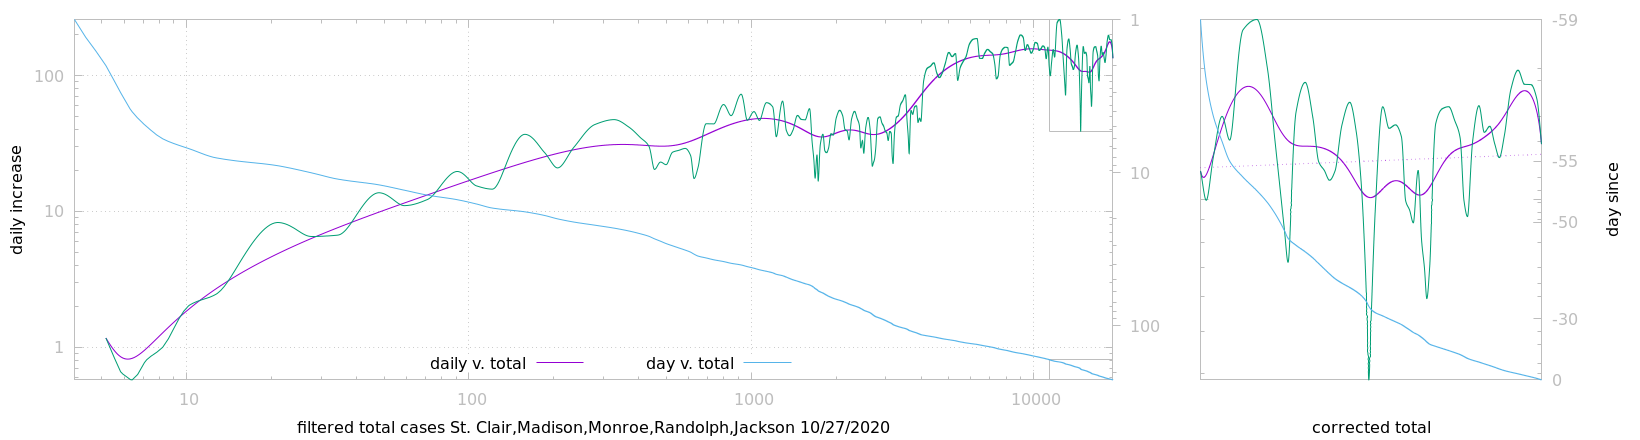 daily increase
100
10
1
10
100
1000
10000
1
10
100
daily v. total
day v. total
filtered total cases St. Clair,Madison,Monroe,Randolph,Jackson 10/27/2020
-59
-55
-50
-30
0
day since
corrected total